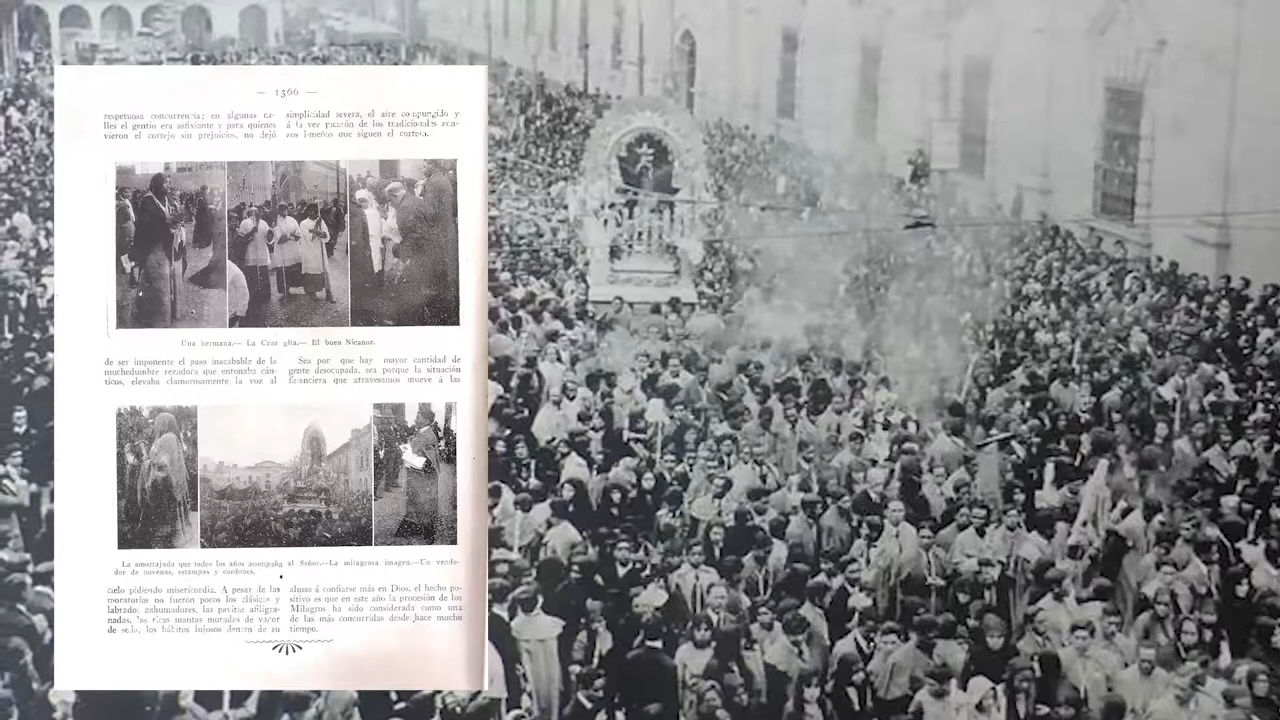 — 1366 —
respetuosa concurrencia; en algunas ca-
lles el gentío era asfixiante y para quienes
vieron el cortejo sin prejuicios, no dejó
simplicidad severa, el aire compungido y
á la vez picarón de los tradicionales
zos limeños que siguen el cortejo.
Una hermana.— La Cruz alta.— El buen Nicanor.
de ser imponente el paso inacabable de la
muchedumbre rezadora que entonaba cán-
ticos, elevaba clamorosamente la voz al
Sea por que hay mayor cantidad de
gente desocupada, sea porque la situación
financiera que atravesamos mueve á las
La amortajada que todos los años acompaña al Señor.—La milagrosa imagen.—Un vende-
dor de novenas, estampas y cordones.
cielo pidiendo misericordia. A pesar de las
moratorias no fueron pocos los clásicos y
labrado, zahumadores, las pavitas afiligra-
nadas, las ricas mantas moradas de vapor
de seda, los hábitos lujosos dentro de su
almas á confiarse más en Dios, el hecho po-
sitivo es que en este año la procesión de los
Milagros ha sido considerada como una
de las más concurridas desde hace mucho
tiempo.